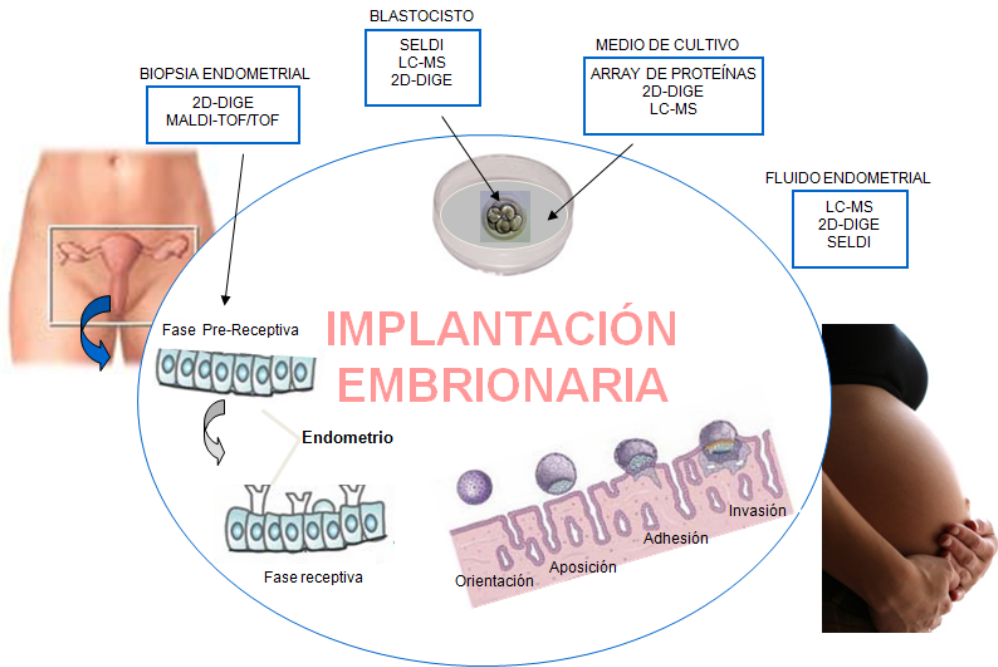 BLASTOCISTO
SELDI
LC-MS
2D-DIGE
MEDIO DE CULTIVO
ARRAY DE PROTEÍNAS
2D-DIGE
LC-MS
BIOPSIA ENDOMETRIAL
2D-DIGE
MALDI-TOF/TOF
FLUIDO ENDOMETRIAL
LC-MS
2D-DIGE
SELDI
Fase Pre-Receptiva
IMPLANTACIÓN
EMBRIONARIA
Endometrio
Fase receptiva
Orientación
Aposición
Adhesión
Invasión